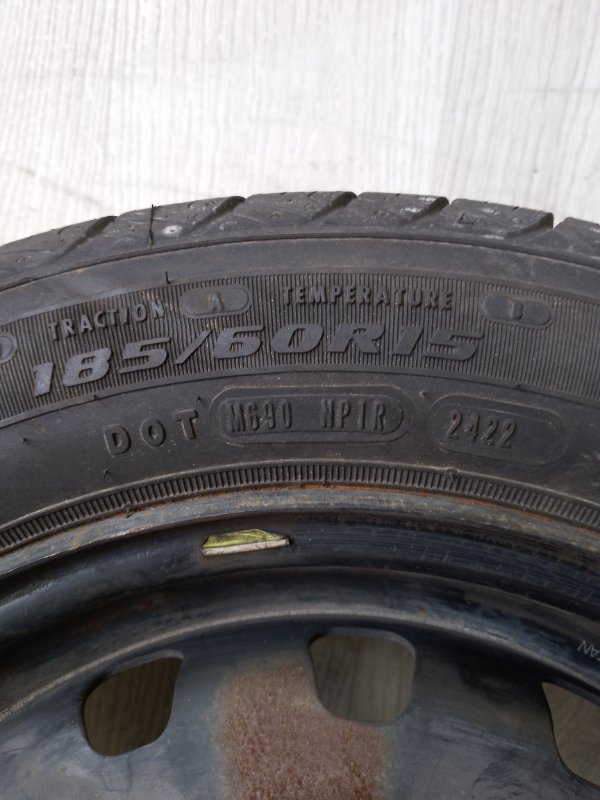 TRACTION A TEMPERATURE B
185/60R15
DOT M690 NP1R 2422